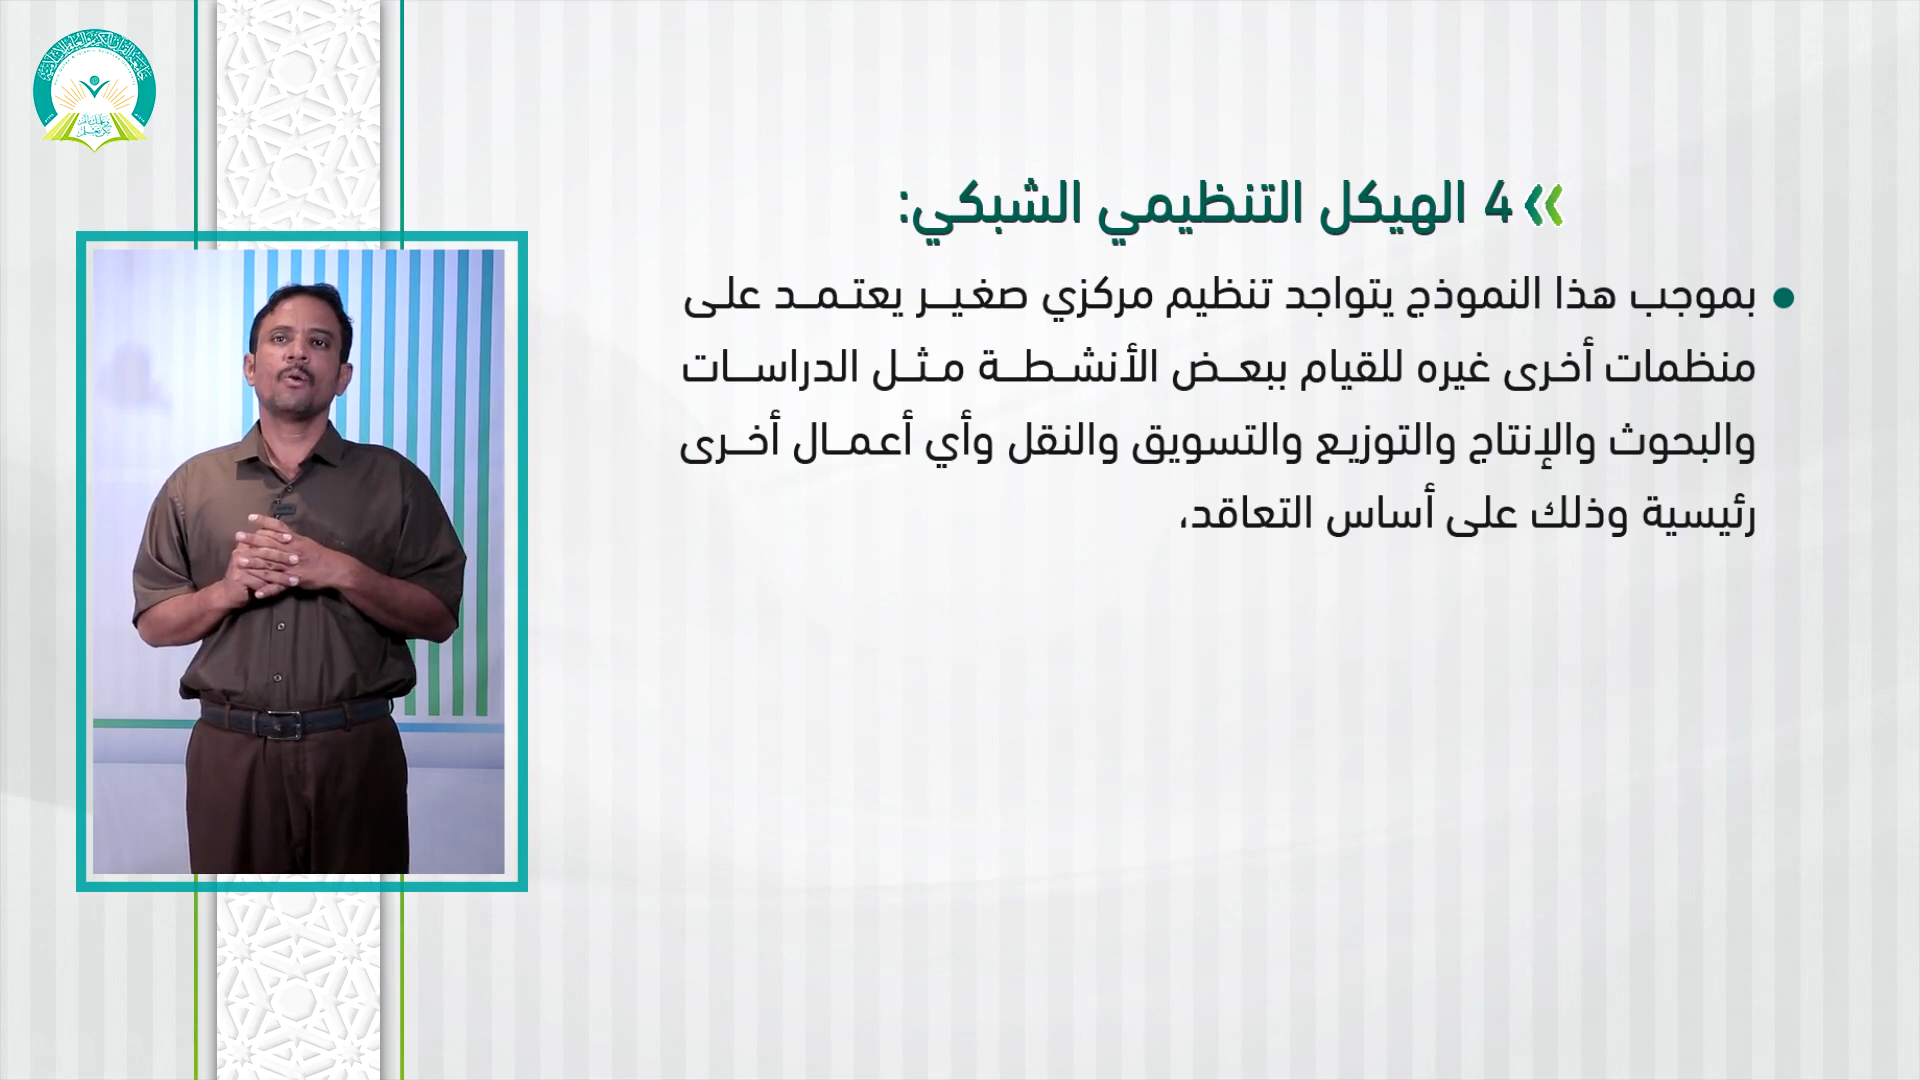 4 الهيكل التنظيمي الشبكي:
بموجب هذا النموذج يتواجد تنظيم مركزي صغير يعتمد على
منظمات أخرى غيره للقيام ببعض الأنشطة مثل الدراسات
والبحوث والإنتاج والتوزيع والتسويق والنقل وأي أعمال أخرى
رئيسية وذلك على أساس التعاقد،